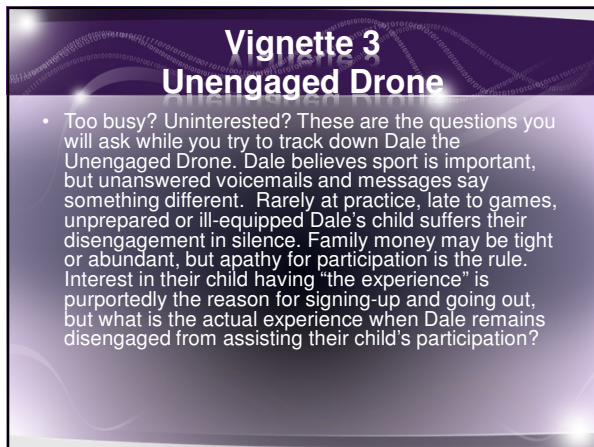 Vignette 3
Unengaged Drone
• Too busy? Uninterested? These are the questions you
will ask while you try to track down Dale the
Unengaged Drone. Dale believes sport is important,
but unanswered voicemails and messages say
something different.  Rarely at practice, late to games,
unprepared or ill-equipped Dale's child suffers their
disengagement in silence. Family money may be tight
or abundant, but apathy for participation is the rule.
Interest in their child having “the experience” is
purportedly the reason for signing-up and going out,
but what is the actual experience when Dale remains
disengaged from assisting their child's participation?